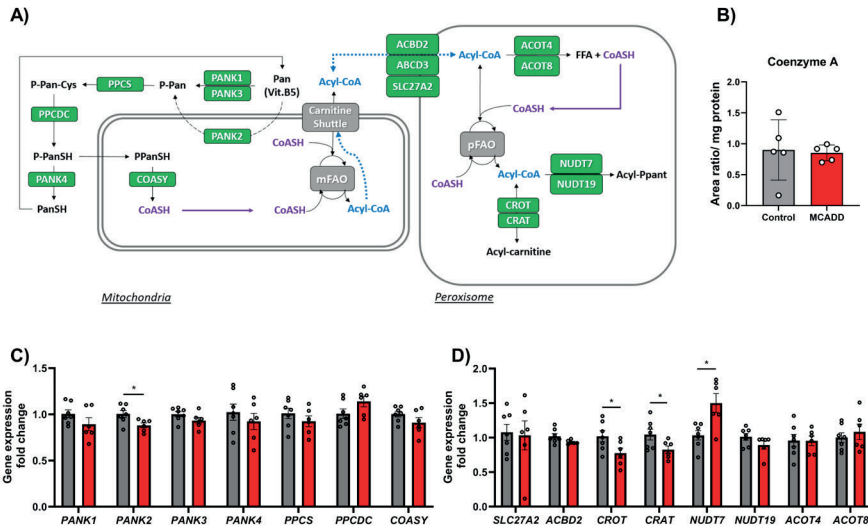 A)
ACBD2
ABCD3
SLC27A2
Acyl-CoA
ACOT4
ACOT8
FFA + CoASH
P-Pan-Cys
PPCS
P-Pan
PANK1
PANK3
Pan
(Vit.B5)
Acyl-CoA
PPCDC
PANK2
Carnitine
Shuttle
CoASH
CoASH
P-PanSH
PPanSH
pFAO
PANK4
COASY
mFAO
CoASH
Acyl-CoA
NUDT7
NUDT19
Acyl-Ppant
PanSH
CoASH
CoASH
Acyl-CoA
CROT
CRAT
Acyl-carnitine
Mitochondria
Peroxisome
B)
Coenzyme A
Area ratio/ mg protein
2.0
1.5
1.0
0.5
0.0
Control
MCADD
C)
Gene expression
fold change
1.5
1.0
0.5
0.0
*
PANK1
PANK2
PANK3
PANK4
PPCS
PPCDC
COASY
D)
Gene expression
fold change
2.0
1.5
1.0
0.5
0.0
*
*
*
SLC27A2
ACBD2
CROT
CRAT
NUDT7
NUDT19
ACOT4
ACOT8